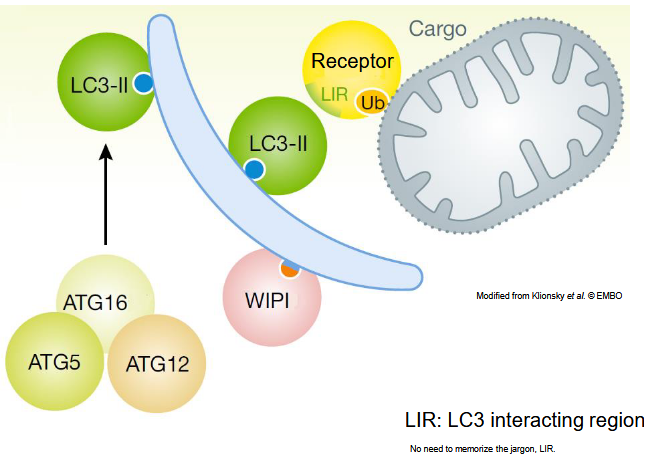 Cargo
Receptor
LC3-II
LIR
Ub
LC3-II
WIPI
ATG16
ATG5
ATG12
Modified from Klionsky et al. © EMBO
LIR: LC3 interacting region
No need to memorize the jargon, LIR.